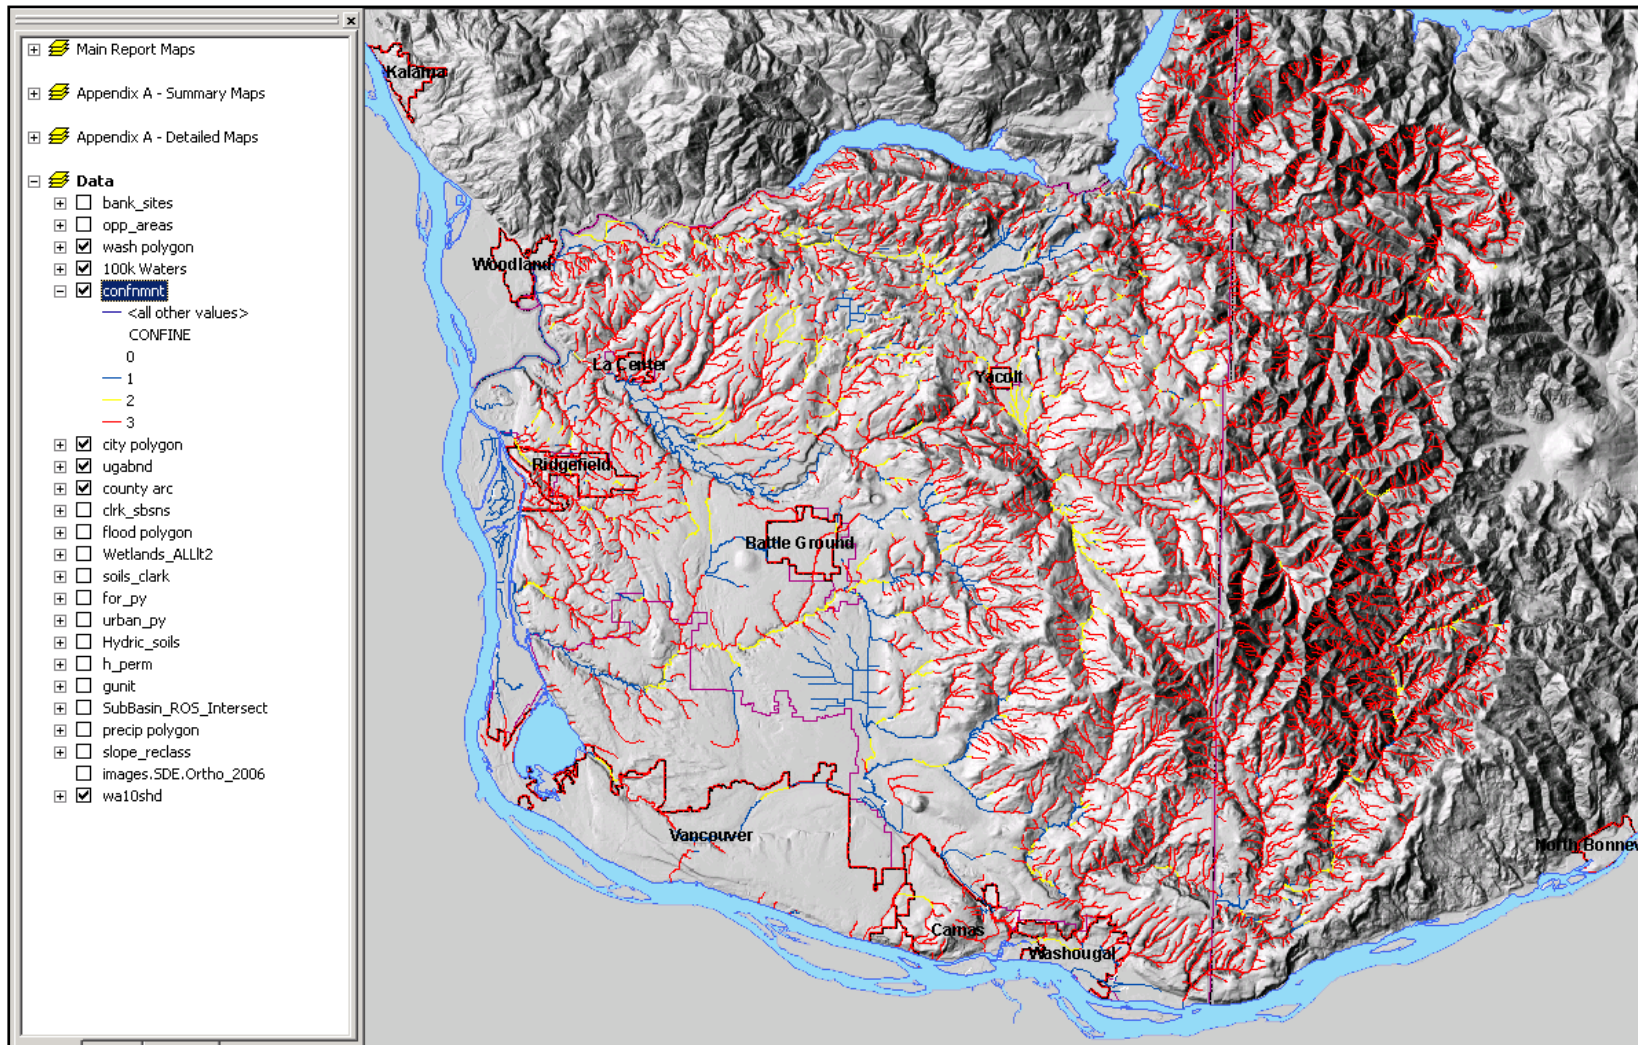 Main Report Maps
Appendix A - Summary Maps
Appendix A - Detailed Maps
Data
bank_sites
opp_areas
wash polygon
100k Waters
confnmnt
<all other values>
CONFINE
0
1
2
3
city polygon
ugabnd
county arc
clrk_sbsns
flood polygon
Wetlands_ALLlt2
soils_clark
for_py
urban_py
Hydric_soils
h_perm
gunit
SubBasin_ROS_Intersect
precip polygon
slope_reclass
images.SDE.Ortho_2006
wa10shd
Kalama
Woodland
La Center
Yacolt
Ridgefield
Battle Ground
Vancouver
North Bonnev
Camas
Washougal